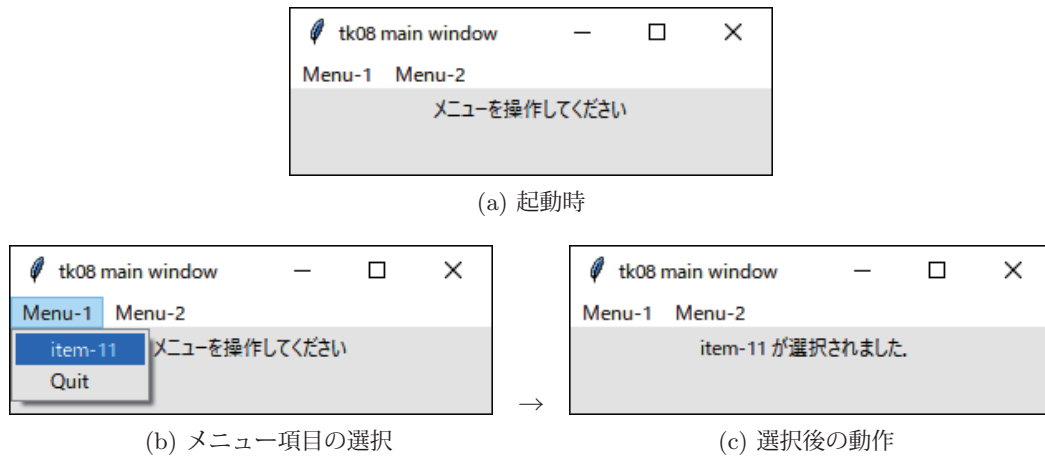 tk08 main window
Menu-1 Menu-2
メニューを操作してください
(a) 起動時
tk08 main window
Menu-1 Menu-2
item-11 メニューを操作してください
Quit
(b) メニュー項目の選択
→
tk08 main window
Menu-1 Menu-2
item-11 が選択されました.
(c) 選択後の動作